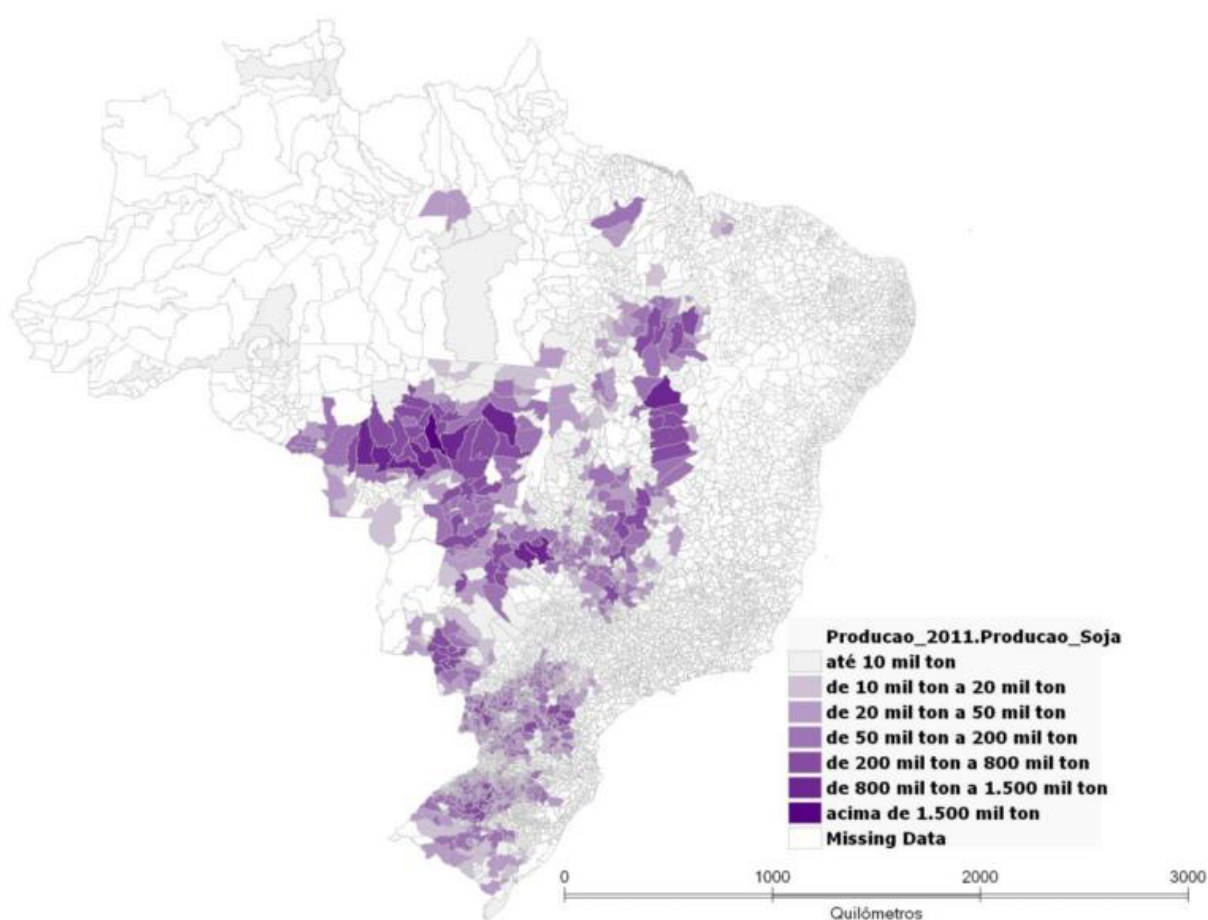 Producao_2011.Producao_Soja
até 10 mil ton
de 10 mil ton a 20 mil ton
de 20 mil ton a 50 mil ton
de 50 mil ton a 200 mil ton
de 200 mil ton a 800 mil ton
de 800 mil ton a 1.500 mil ton
acima de 1.500 mil ton
Missing Data
0 1000 2000 3000
Quilómetros